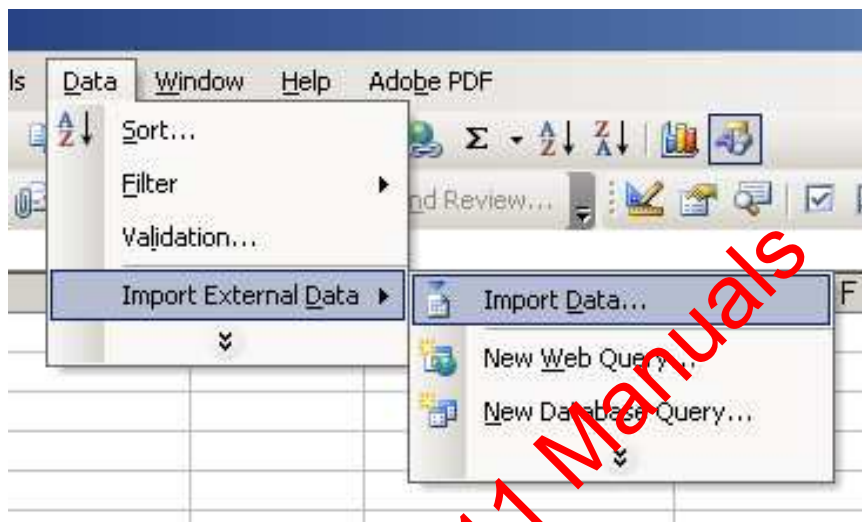 ls Data Window Help Adobe PDF
Sort...
Filter
nd Review...
Validation...
Import External Data
Import Data...
F
New Web Query...
New Database Query...
11 Manuals